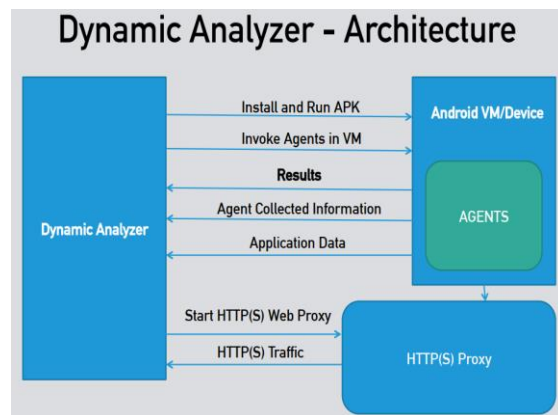 Dynamic Analyzer - Architecture
Install and Run APK
Android VM/Device
Invoke Agents in VM
Results
Agent Collected Information
AGENTS
Dynamic Analyzer
Application Data
Start HTTP(S) Web Proxy
HTTP(S) Traffic
HTTP(S) Proxy